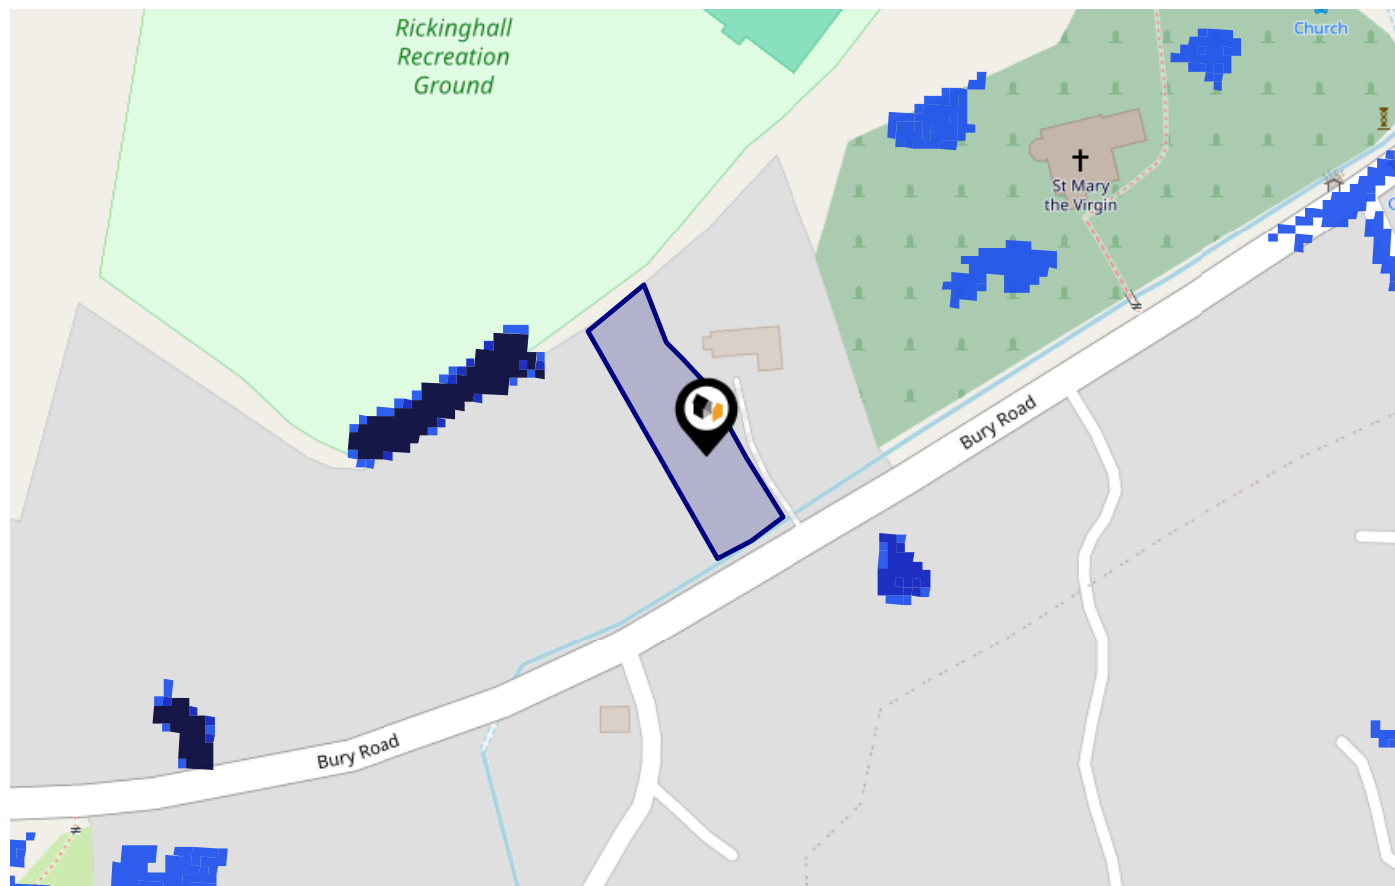 Rickinghall
Recreation
Ground
Church
St Mary
the Virgin
Bury Road
Bury Road